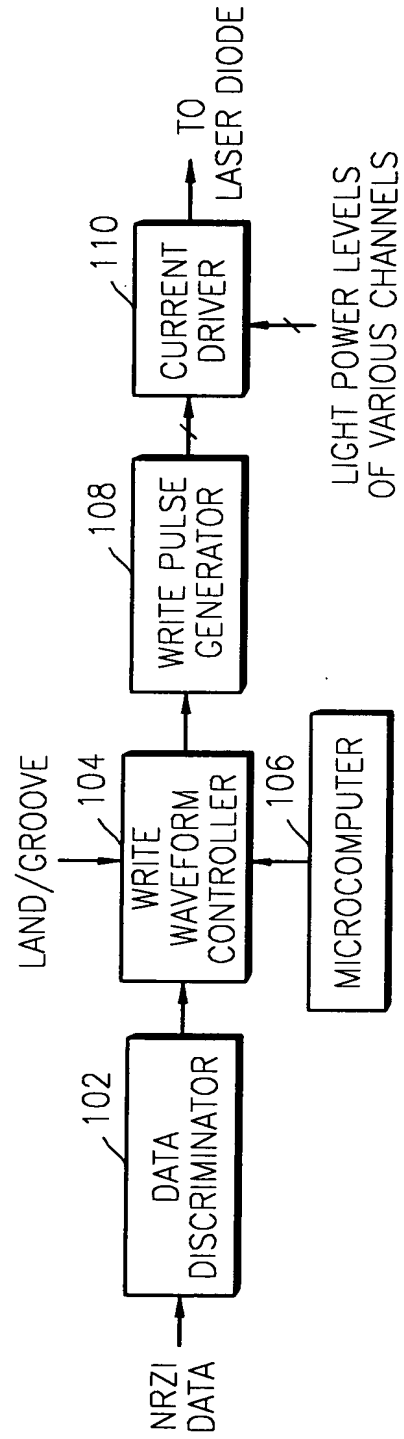 NRZI
DATA
102
DATA
DISCRIMINATOR
LAND/GROOVE
104
WRITE
WAVEFORM
CONTROLLER
106
MICROCOMPUTER
108
WRITE PULSE
GENERATOR
110
CURRENT
DRIVER
TO
LASER DIODE
LIGHT POWER LEVELS
OF VARIOUS CHANNELS